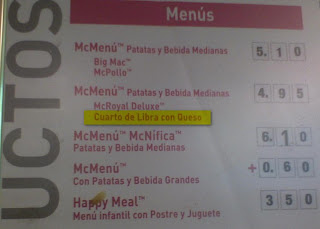 UCTOS
Menús
McMenú™ Patatas y Bebida Medianas 5.10
Big Mac™
McPollo™
McMenú™ Patatas y Bebida Medianas 4.95
McRoyal Deluxe™
Cuarto de Libra con Queso
McMenú™ McNífica™ 6.10
Patatas y Bebida Medianas
McMenú™ +0.60
Con Patatas y Bebida Grandes
Happy Meal™ 350
Menú infantil con Postre y Juguete